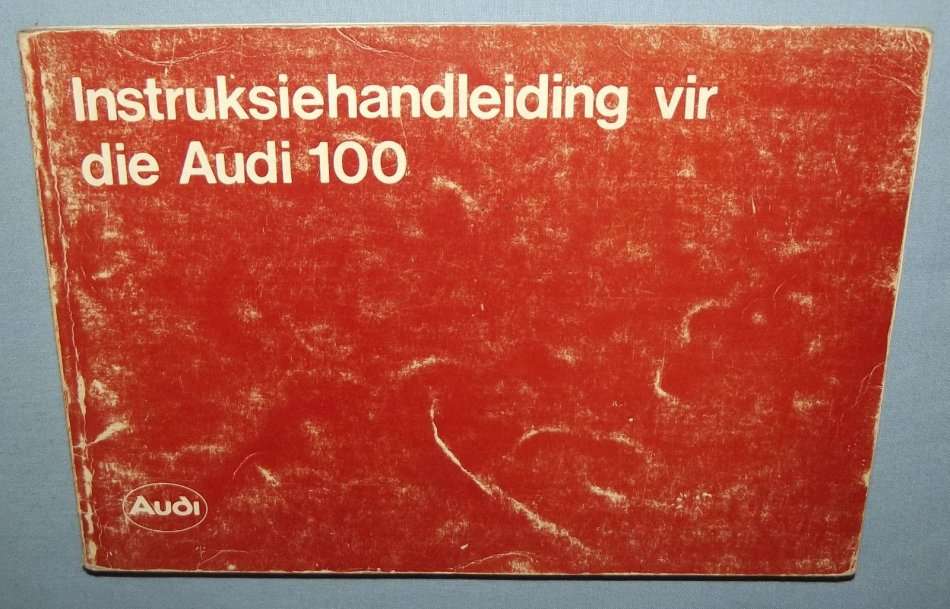 Instruksiehandleiding vir
die Audi 100
Audi